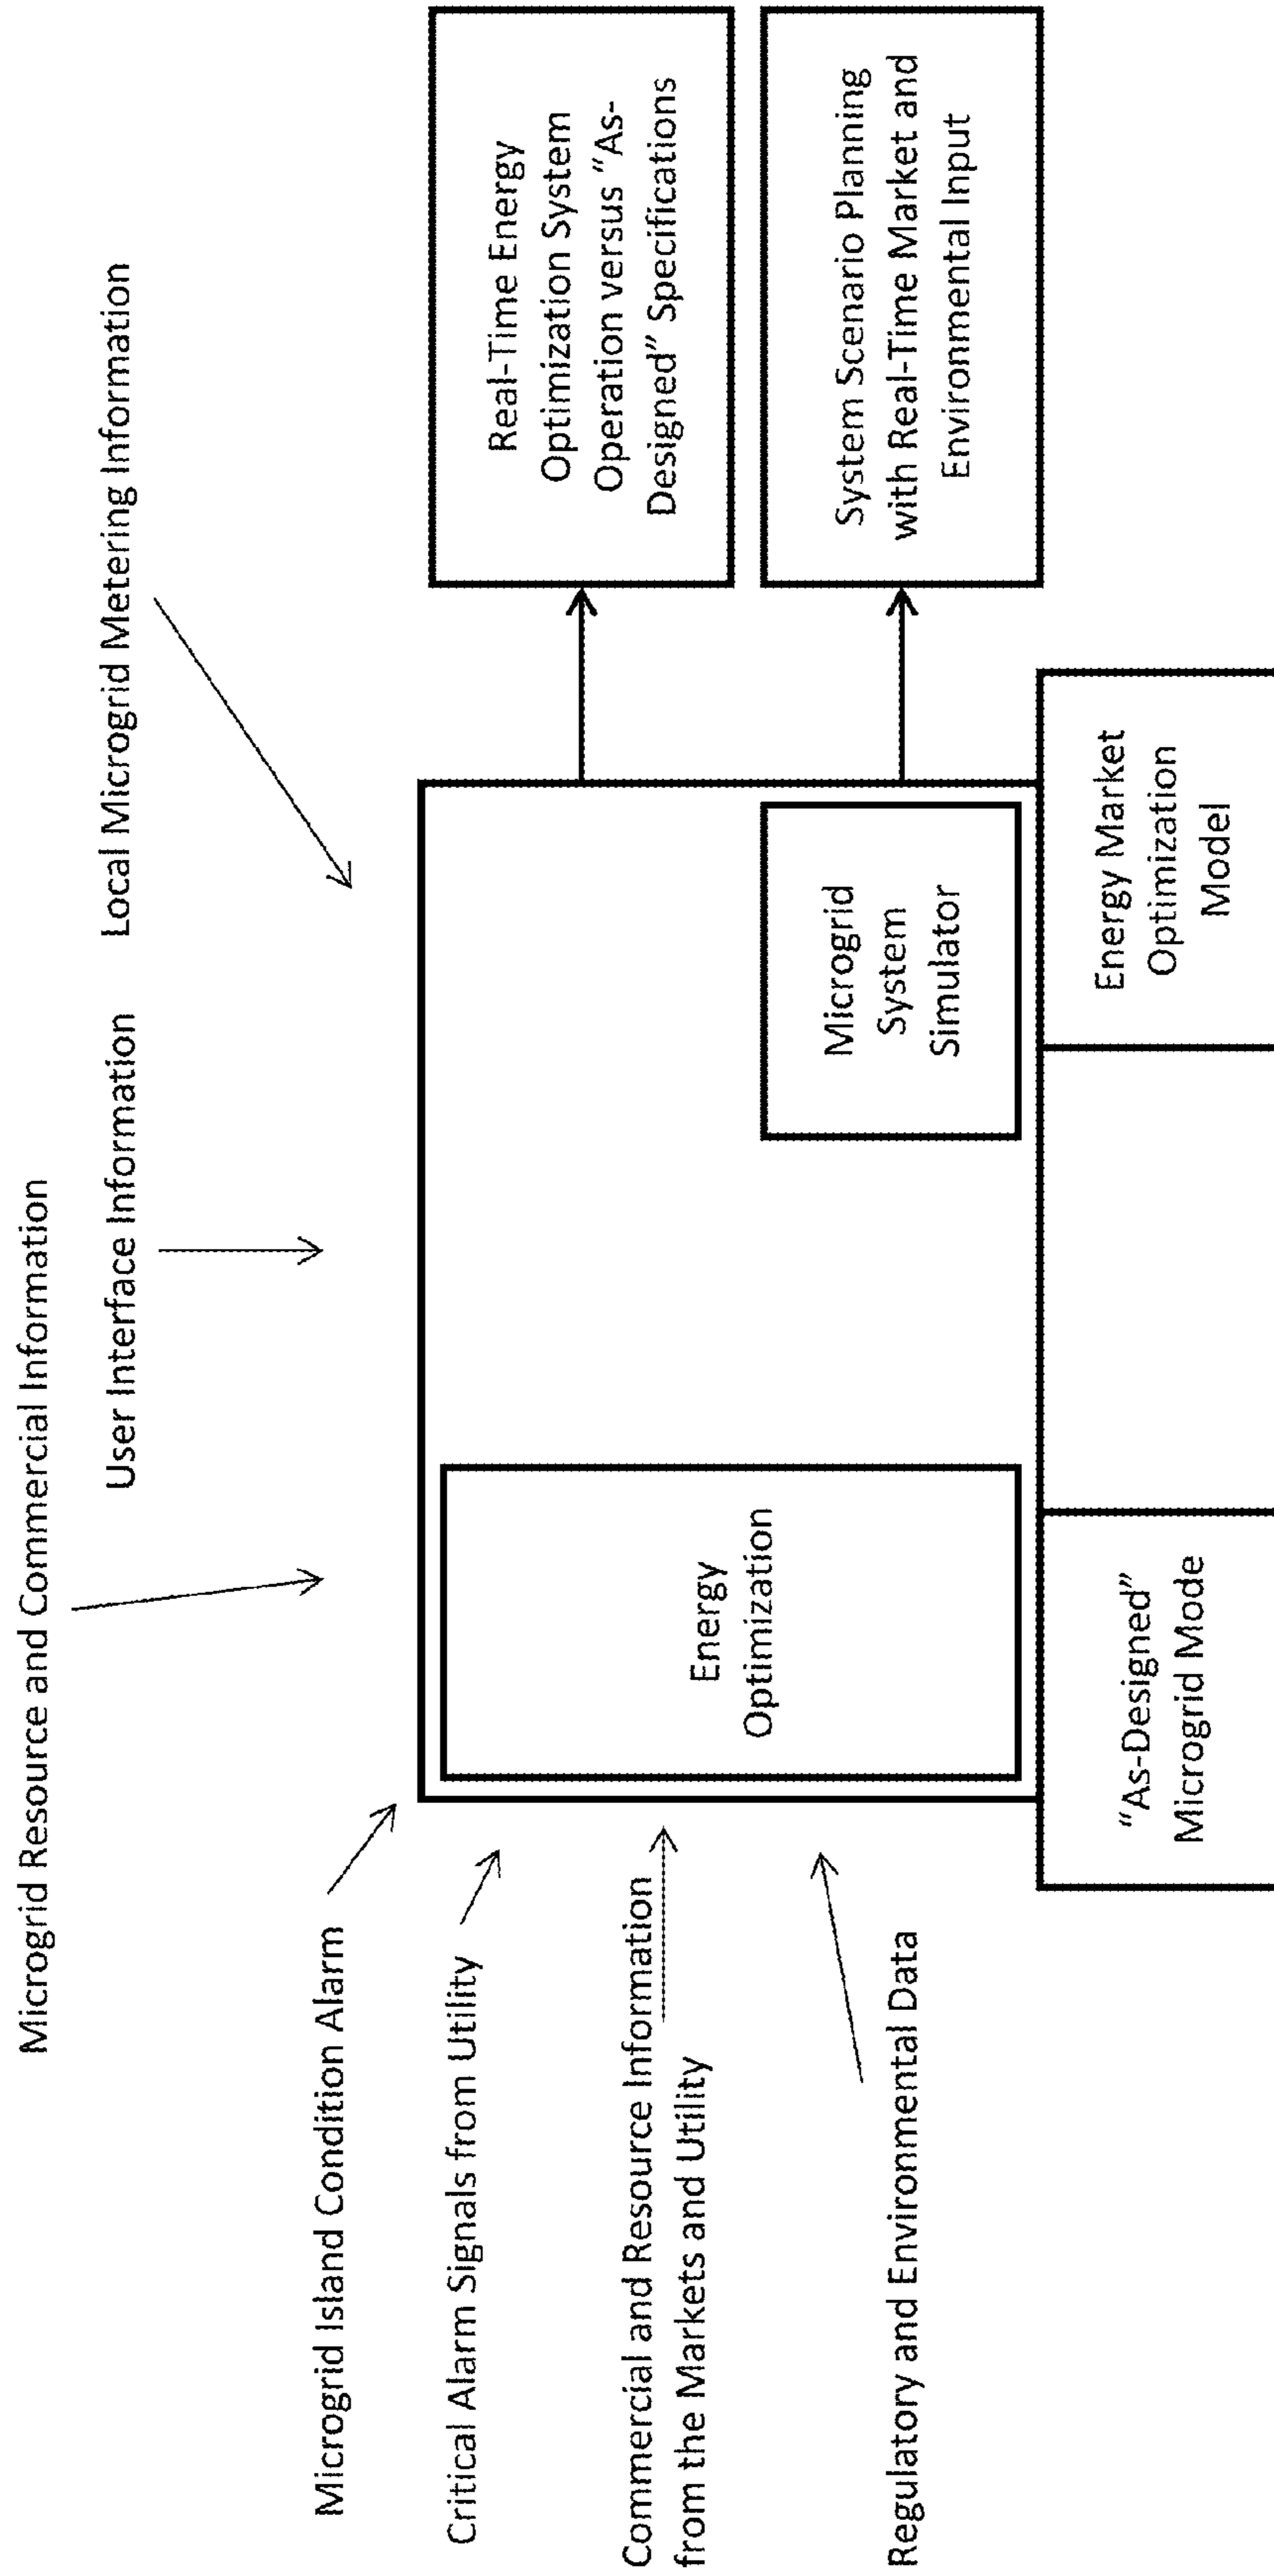 Microgrid Resource and Commercial Information
User Interface Information
Local Microgrid Metering Information
Microgrid Island Condition Alarm
Critical Alarm Signals from Utility
Commercial and Resource Information
from the Markets and Utility
Regulatory and Environmental Data
Energy
Optimization
Microgrid
System
Simulator
Real-Time Energy
Optimization System
Operation versus “As-
Designed” Specifications
System Scenario Planning
with Real-Time Market and
Environmental Input
“As-Designed”
Microgrid Mode
Energy Market
Optimization
Model